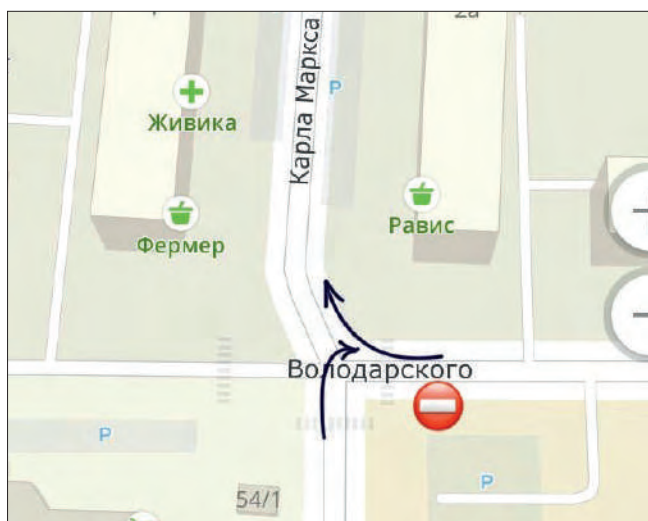 2а
Карла Маркса
P
Живика
Фермер
Равис
Володарского
P
P
54/1